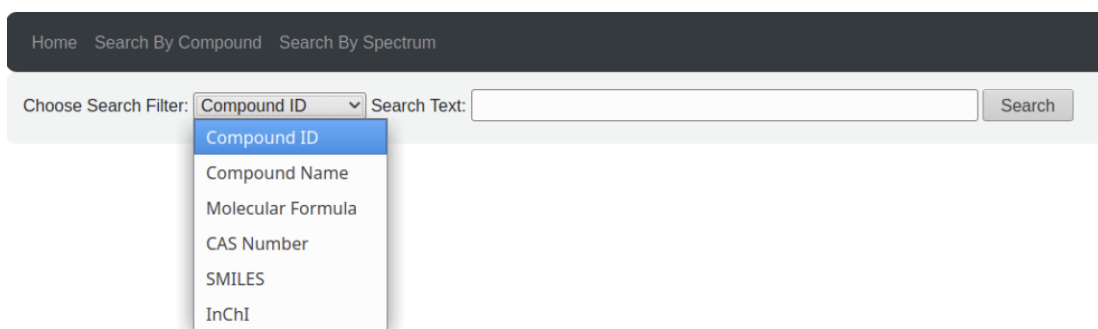 Home Search By Compound Search By Spectrum
Choose Search Filter: Compound ID Search Text: Search
Compound ID
Compound Name
Molecular Formula
CAS Number
SMILES
InChI